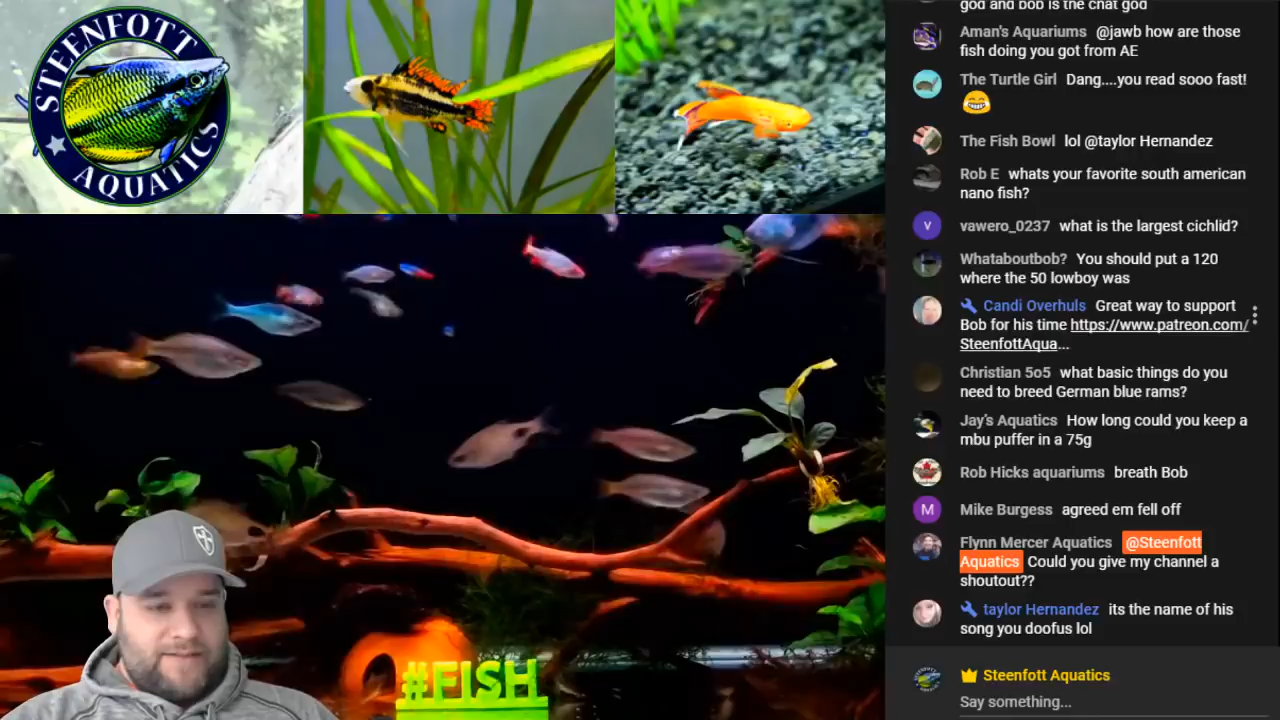 STEENFOTT
AQUATICS
#FISH
god and bob is the chat god
Aman's Aquariums @jawb how are those
fish doing you got from AE
The Turtle Girl Dang....you read sooo fast!
The Fish Bowl lol @taylor Hernandez
Rob E whats your favorite south american
nano fish?
vawero_0237 what is the largest cichlid?
Whataboutbob? You should put a 120
where the 50 lowboy was
Candi Overhuls Great way to support
Bob for his time https://www.patreon.com/
SteenfottAqua...
Christian 5o5 what basic things do you
need to breed German blue rams?
Jay's Aquatics How long could you keep a
mbu puffer in a 75g
Rob Hicks aquariums breath Bob
Mike Burgess agreed em fell off
Flynn Mercer Aquatics @Steenfott
Aquatics Could you give my channel a
shoutout??
taylor Hernandez its the name of his
song you doofus lol
Steenfott Aquatics
Say something...
V
M